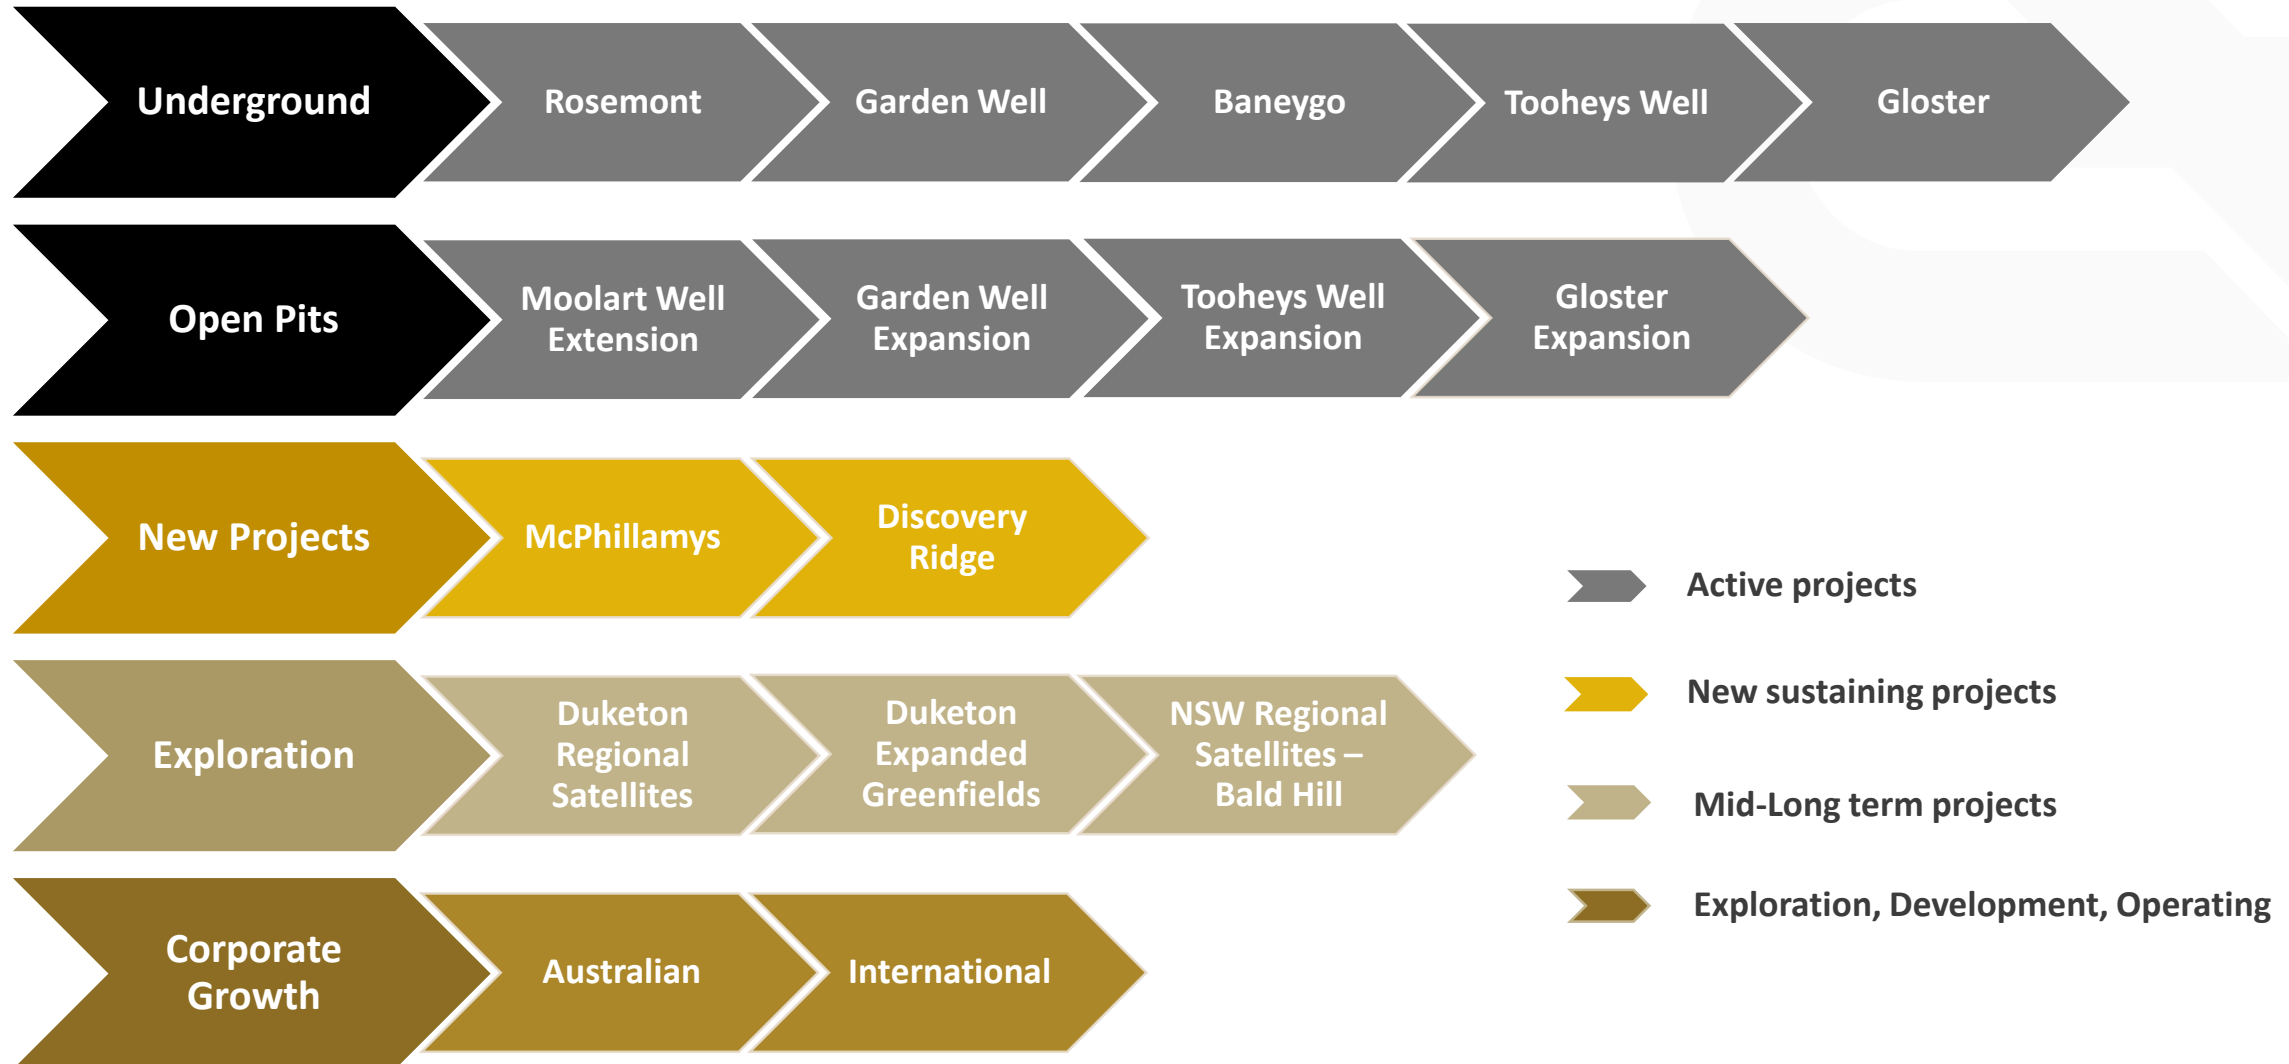 Underground
Rosemont
Garden Well
Baneygo
Tooheys Well
Gloster
Open Pits
Moolart Well
Extension
Garden Well
Expansion
Tooheys Well
Expansion
Gloster
Expansion
New Projects
McPhillamys
Discovery
Ridge
Exploration
Duketon
Regional
Satellites
Duketon
Expanded
Greenfields
NSW Regional
Satellites –
Bald Hill
Corporate
Growth
Australian
International
Active projects
New sustaining projects
Mid-Long term projects
Exploration, Development, Operating